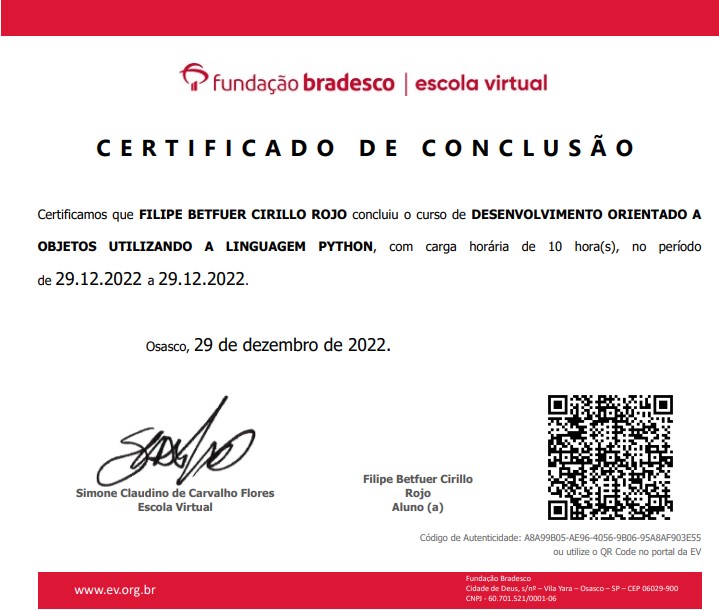 fundação bradesco | escola virtual
CERTIFICADO DE CONCLUSÃO
Certificamos que FILIPE BETFUER CIRILLO ROJO concluiu o curso de DESENVOLVIMENTO ORIENTADO A
OBJETOS UTILIZANDO A LINGUAGEM PYTHON, com carga horária de 10 hora(s), no período
de 29.12.2022 a 29.12.2022.
Osasco, 29 de dezembro de 2022.
Simone Claudino de Carvalho Flores
Escola Virtual
Filipe Betfuer Cirillo
Rojo
Aluno (a)
Código de Autenticidade: A8A99B05-AE96-4056-9B06-95A8AF903E55
ou utilize o QR Code no portal da EV
www.ev.org.br
Fundação Bradesco
Cidade de Deus, s/nº – Vila Yara – Osasco – SP – CEP 06029-900
CNPJ - 60.701.521/0001-06